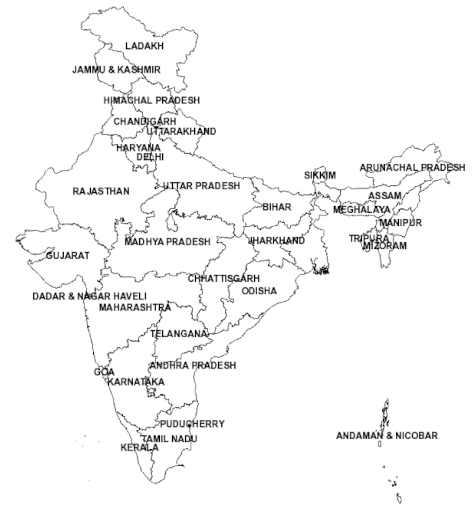 LADAKH
JAMMU & KASHMIR
HIMACHAL PRADESH
CHANDIGARH
UTTARAKHAND
HARYANA
DELHI
ARUNACHAL PRADESH
SIKKIM
RAJASTHAN
UTTAR PRADESH
ASSAM
BIHAR
MEGHALAYA
MANIPUR
MADHYA PRADESH
JHARKHAND
TRIPURA
MIZORAM
GUJARAT
CHHATTISGARH
ODISHA
DADAR & NAGAR HAVELI
MAHARASHTRA
TELANGANA
ANDHRA PRADESH
GOA
KARNATAKA
PUDUCHERRY
TAMIL NADU
ANDAMAN & NICOBAR
KERALA